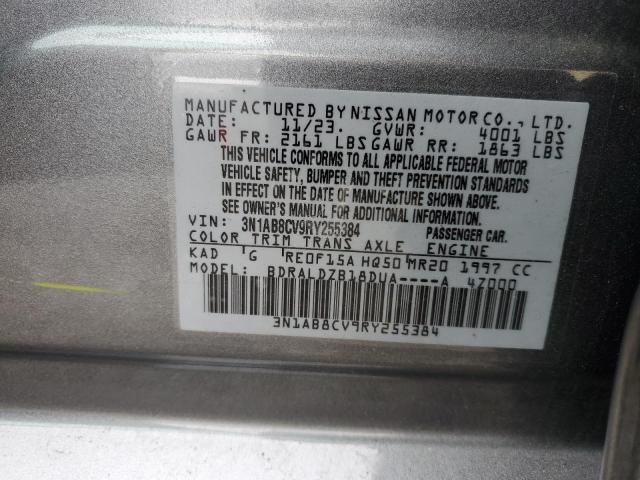 MANUFACTURED BY NISSAN MOTOR CO., LTD.
DATE: 11/23. GVWR: 4001 LBS
GAWR FR: 2161 LBS GAWR RR: 1863 LBS
THIS VEHICLE CONFORMS TO ALL APPLICABLE FEDERAL MOTOR
VEHICLE SAFETY, BUMPER AND THEFT PREVENTION STANDARDS
IN EFFECT ON THE DATE OF MANUFACTURE SHOWN ABOVE.
SEE OWNER'S MANUAL FOR ADDITIONAL INFORMATION.
VIN: 3N1AB8CV9RY255384 PASSENGER CAR.
COLOR TRIM TRANS AXLE ENGINE
KAD G RE0F15A HQ50 MR20 1997 CC
MODEL: BDRALDZB18DUA----A 4Z000
3N1AB8CV9RY255384